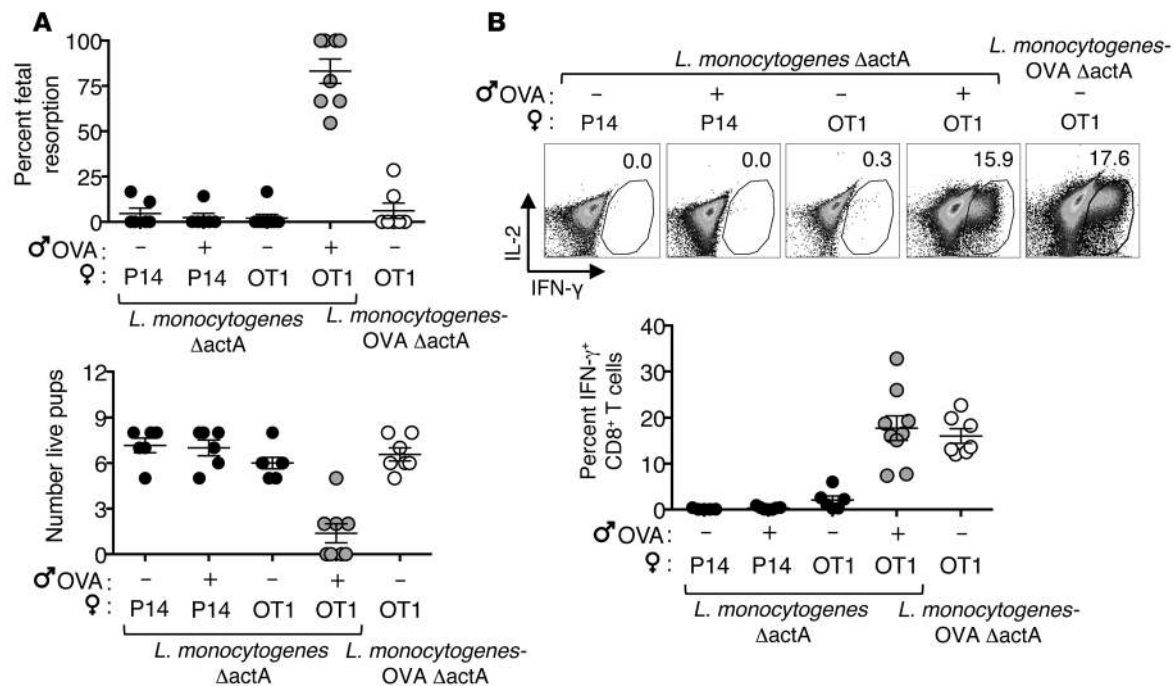 A
Percent fetal
resorption
100
75
50
25
0
♂OVA: − + − + −
♀: P14 P14 OT1 OT1 OT1
L. monocytogenes
ΔactA
L. monocytogenes-
OVA ΔactA
Number live pups
12
9
6
3
0
♂OVA: − + − + −
♀: P14 P14 OT1 OT1 OT1
L. monocytogenes
ΔactA
L. monocytogenes-
OVA ΔactA
B
L. monocytogenes ΔactA
L. monocytogenes-
OVA ΔactA
♂OVA: − + − + −
♀: P14 P14 OT1 OT1 OT1
0.0 0.0 0.3 15.9 17.6
IL-2
IFN-γ
Percent IFN-γ+
CD8+ T cells
40
30
20
10
0
♂OVA: − + − + −
♀: P14 P14 OT1 OT1 OT1
L. monocytogenes
ΔactA
L. monocytogenes-
OVA ΔactA